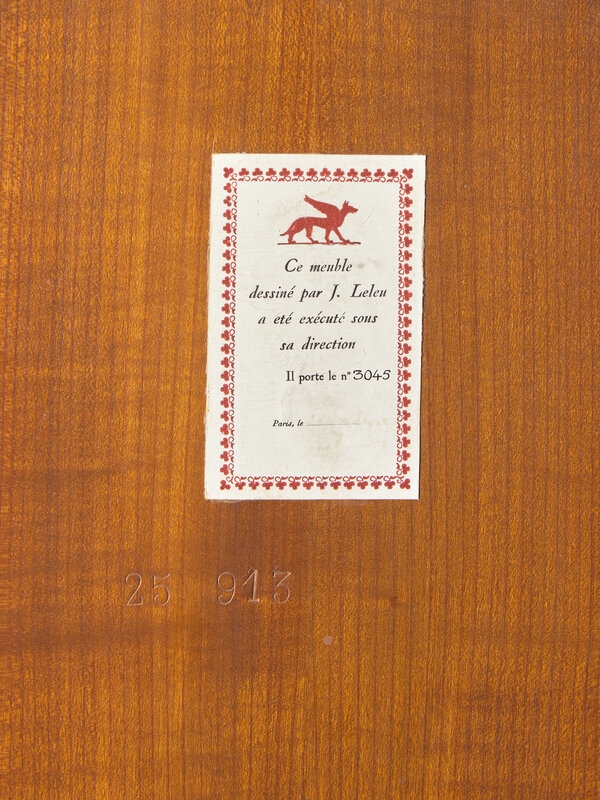 Ce meuble
dessiné par J. Leleu
a eté exécuté sous
sa direction
Il porte le n° 3045
Paris, le
25 913